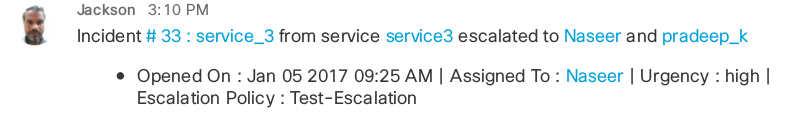 Jackson 3:10 PM
Incident # 33 : service_3 from service service3 escalated to Naseer and pradeep_k
• Opened On : Jan 05 2017 09:25 AM | Assigned To : Naseer | Urgency : high |
Escalation Policy : Test-Escalation